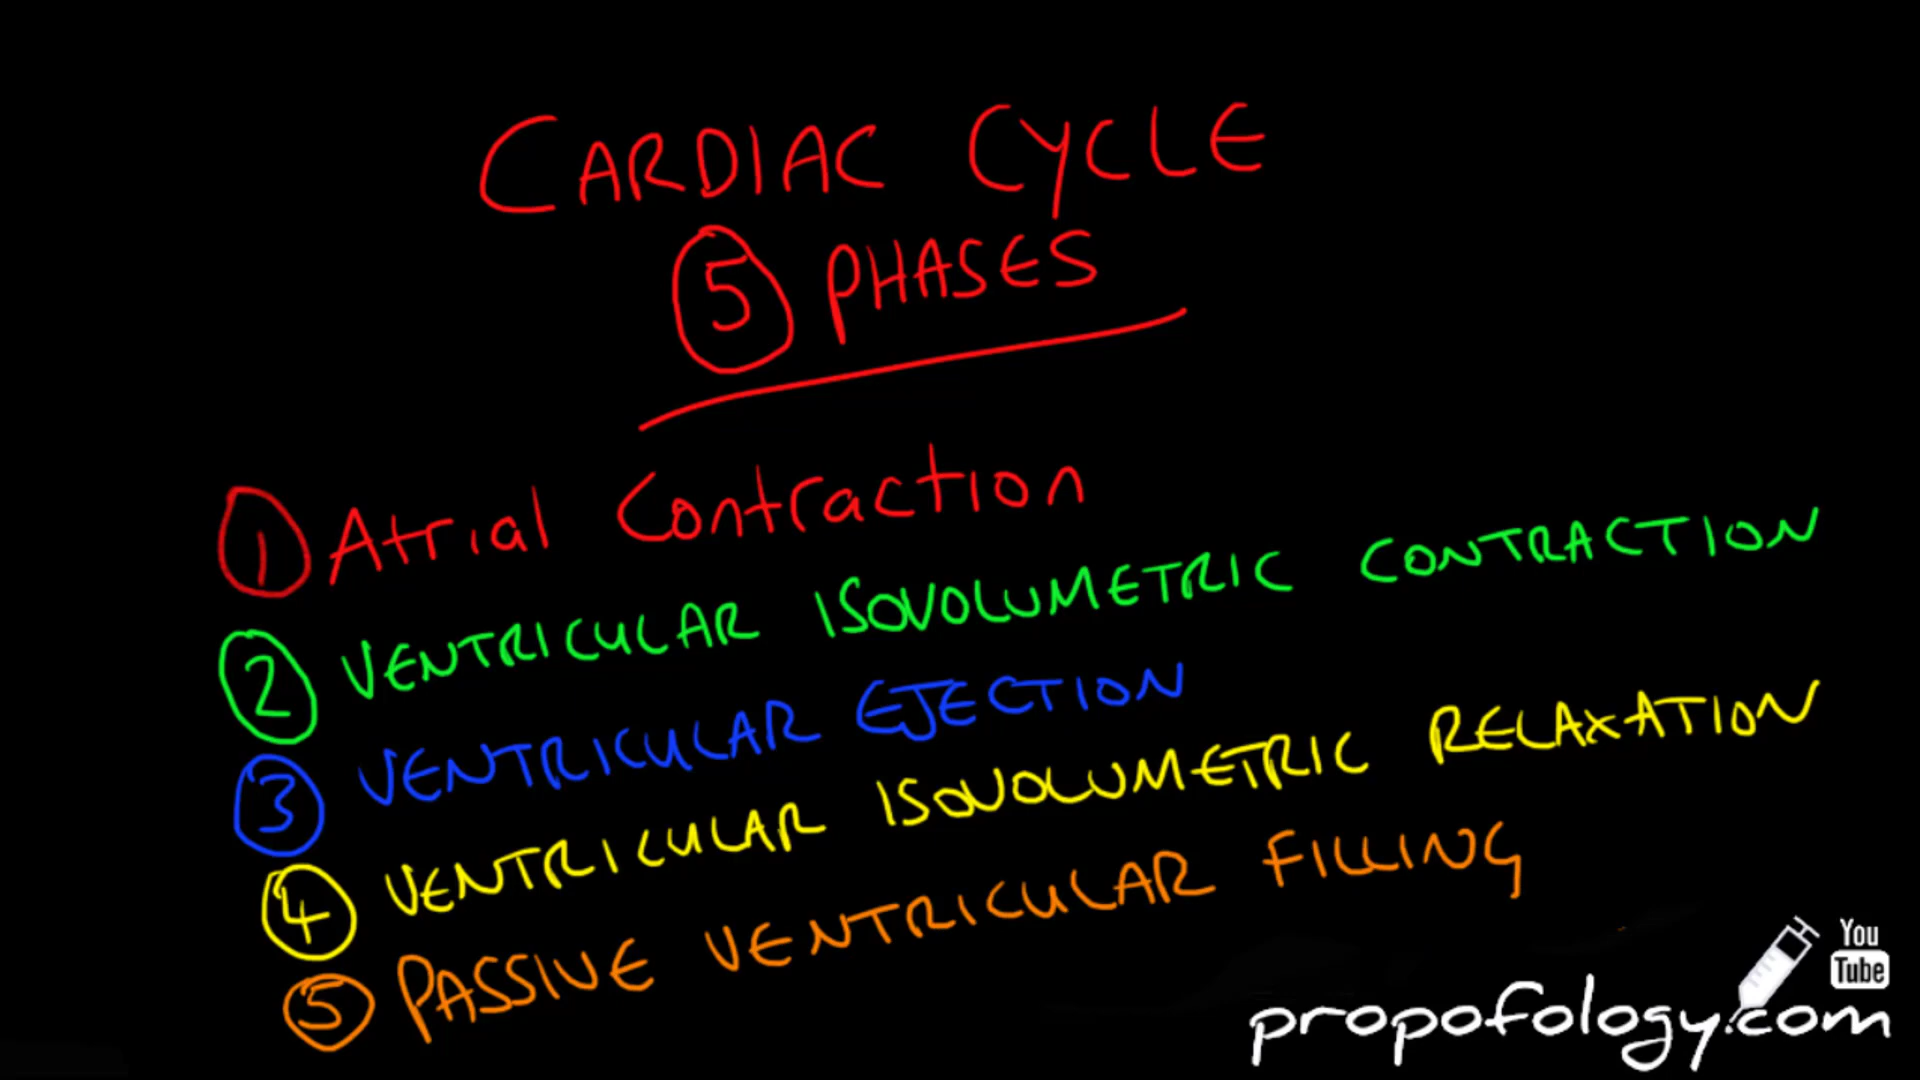 CARDIAC CYCLE
5 PHASES
1 Atrial Contraction
2 VENTRICULAR ISOVOLUMETRIC CONTRACTION
3 VENTRICULAR EJECTION
4 VENTRICULAR ISOVOLUMETRIC RELAXATION
5 PASSIVE VENTRICULAR FILLING
You
Tube
propofology.com